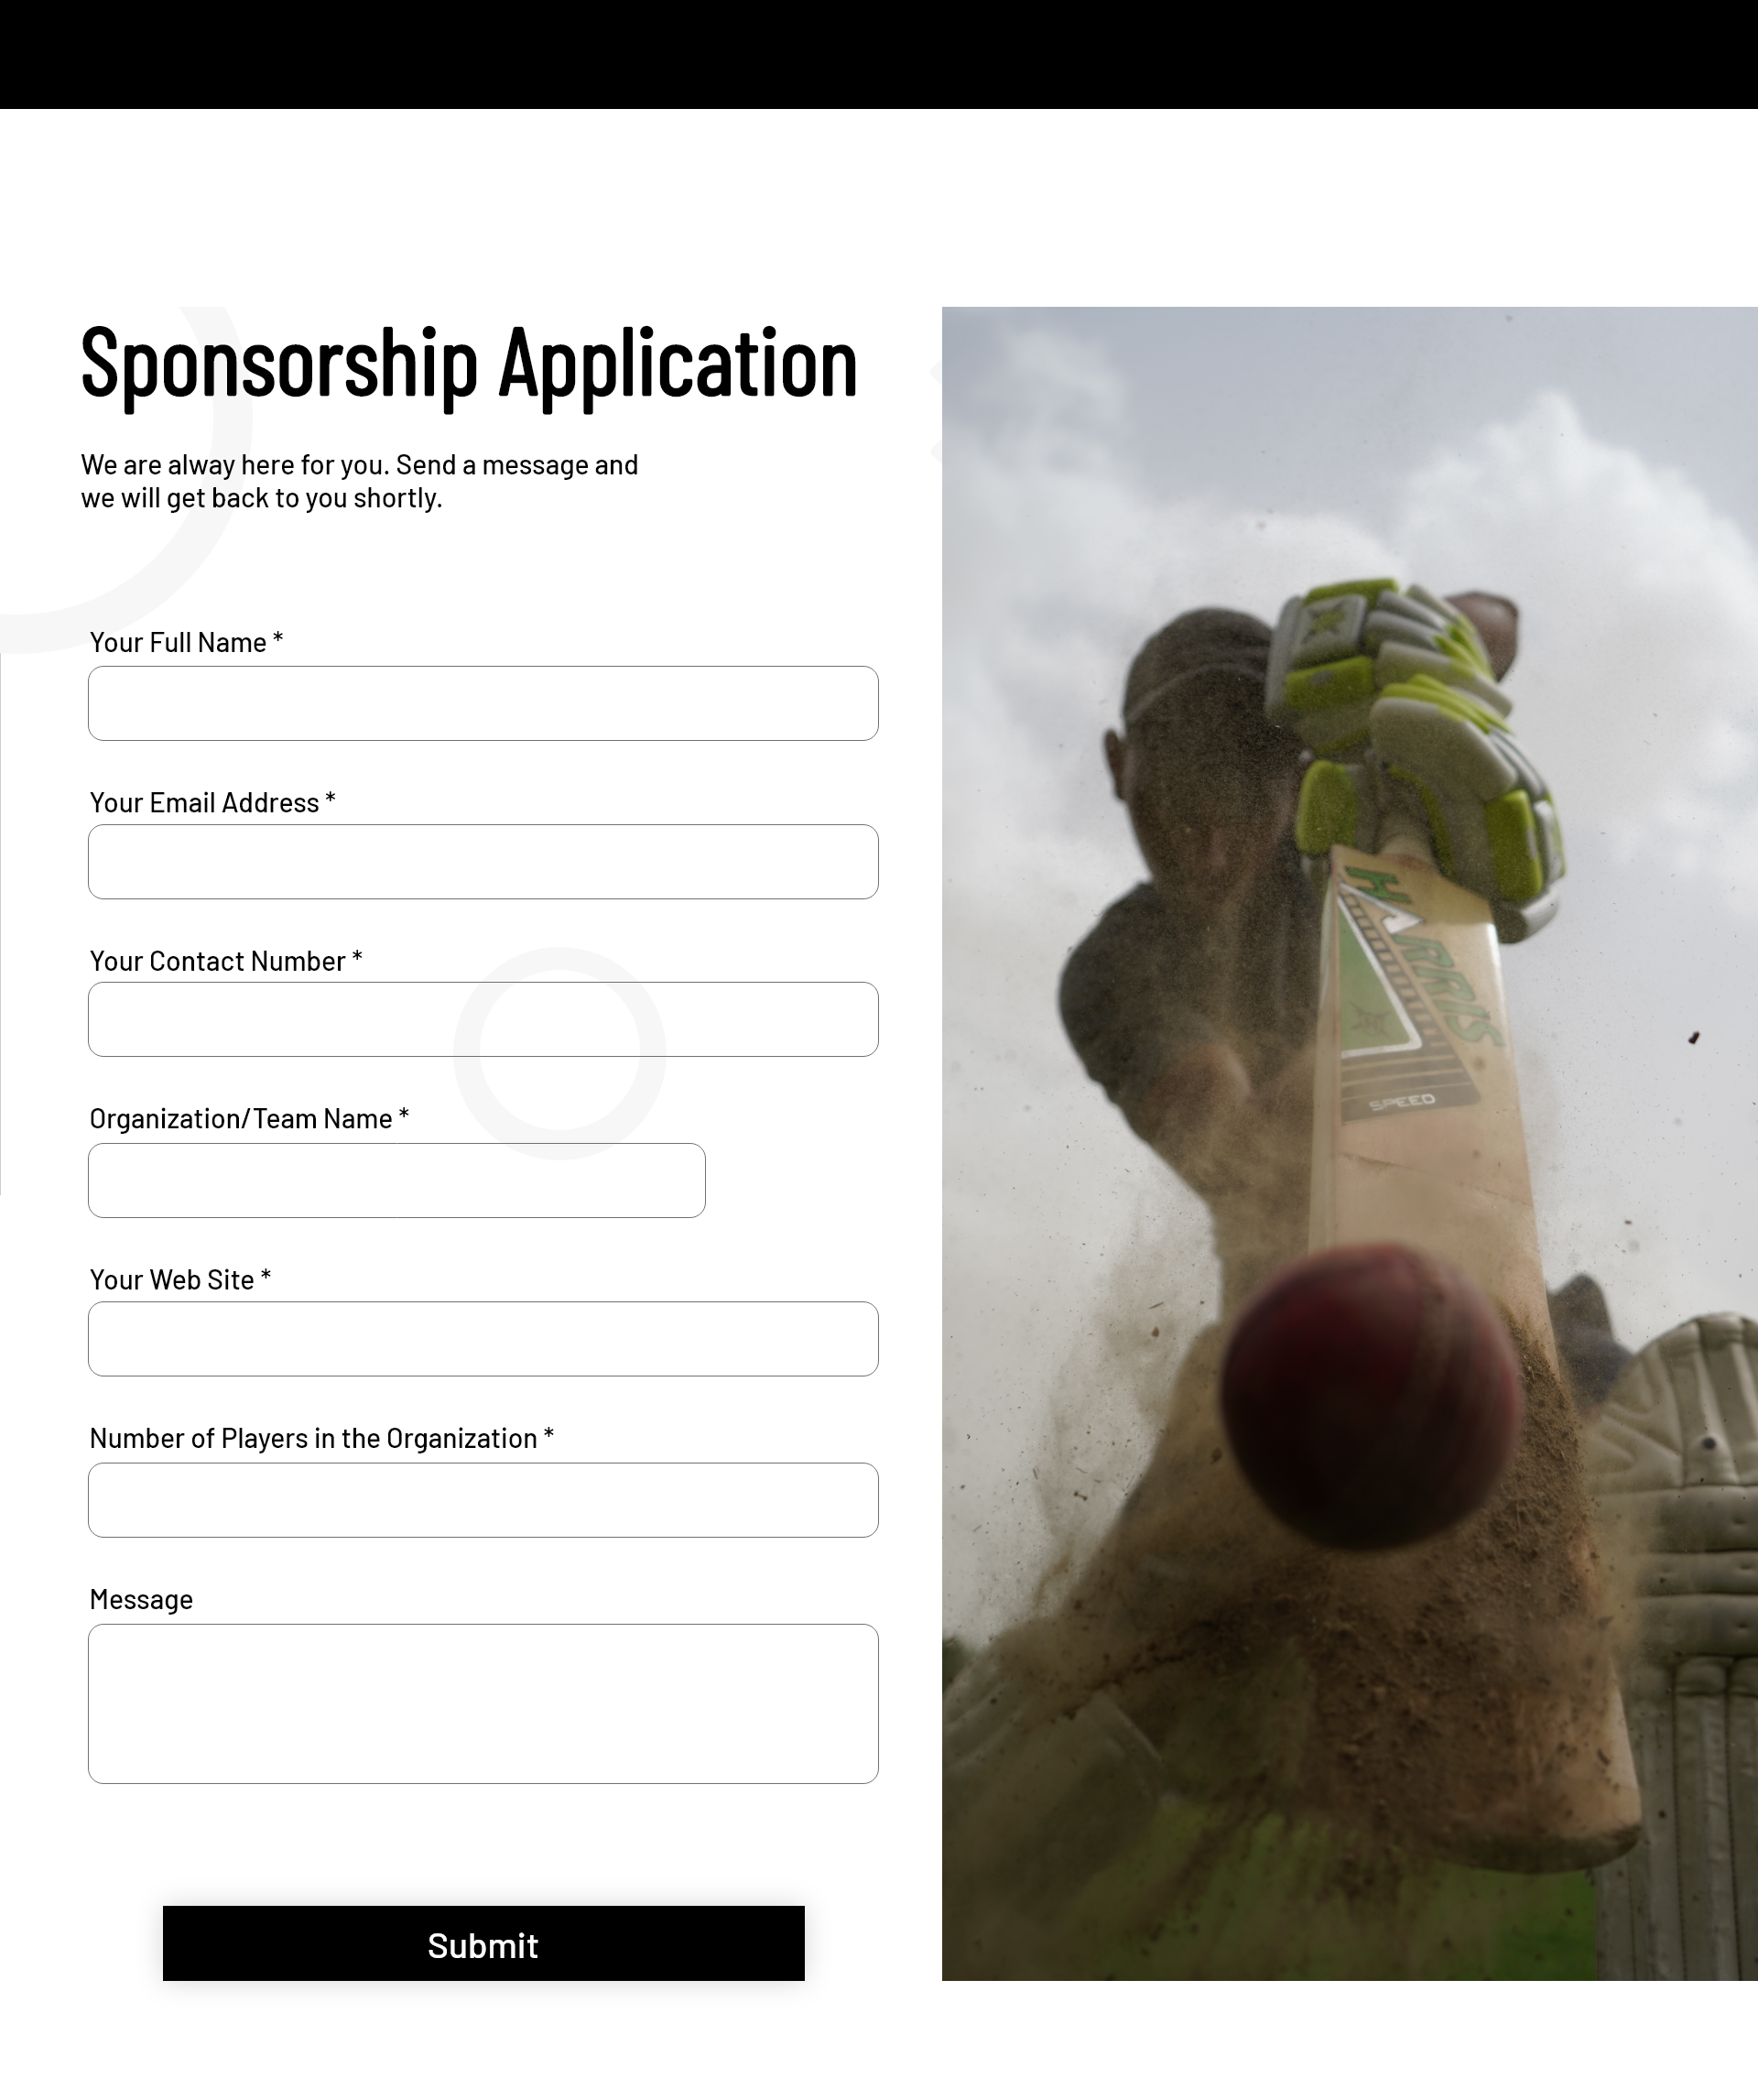 Sponsorship Application
We are alway here for you. Send a message and
we will get back to you shortly.
Your Full Name *
Your Email Address *
Your Contact Number *
Organization/Team Name *
Your Web Site *
Number of Players in the Organization *
Message
Submit
HARRIS
SPEED